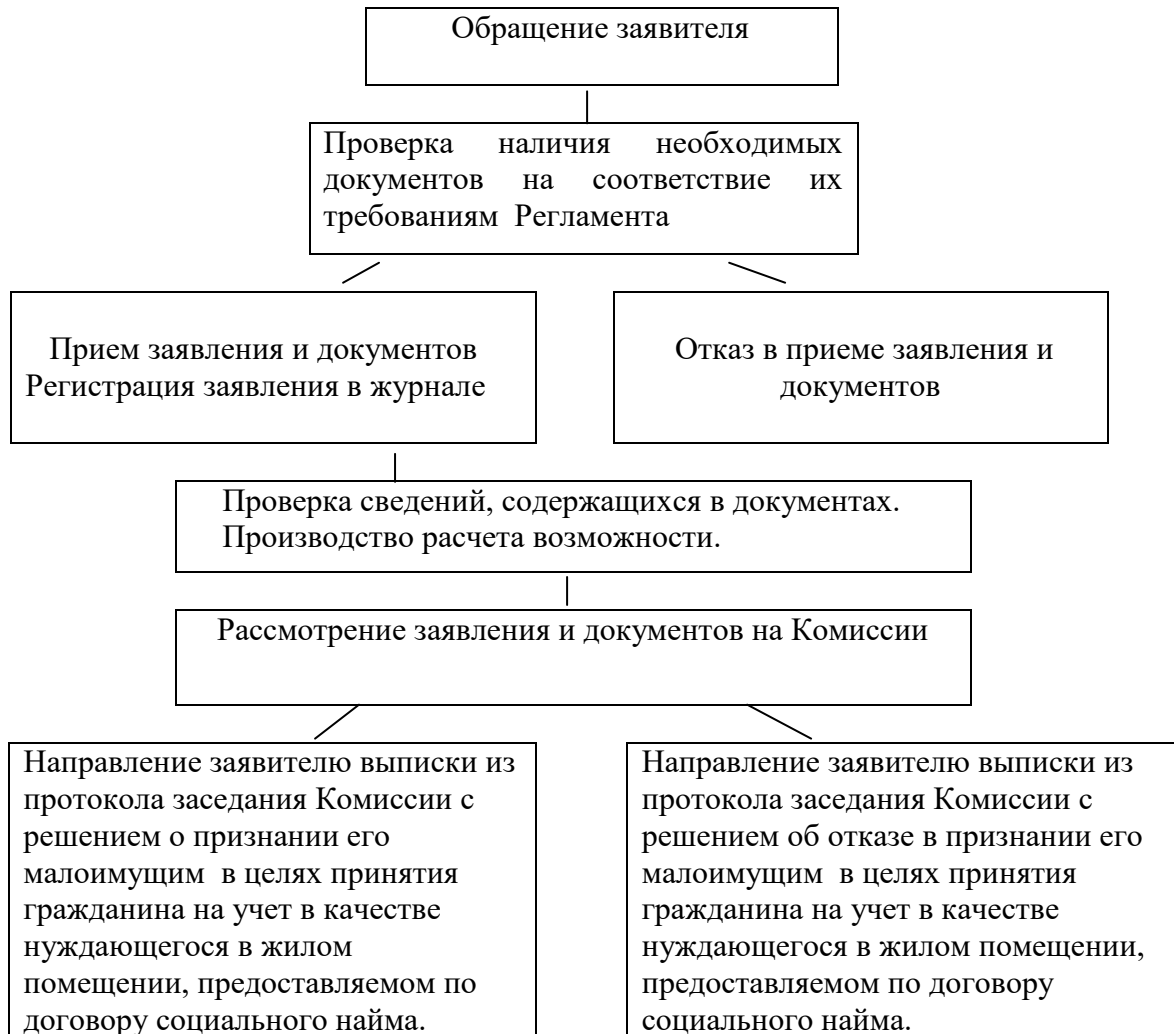 Обращение заявителя
Проверка наличия необходимых
документов на соответствие их
требованиям Регламента
Прием заявления и документов
Регистрация заявления в журнале
Отказ в приеме заявления и
документов
Проверка сведений, содержащихся в документах.
Производство расчета возможности.
Рассмотрение заявления и документов на Комиссии
Направление заявителю выписки из
протокола заседания Комиссии с
решением о признании его
малоимущим в целях принятия
гражданина на учет в качестве
нуждающегося в жилом
помещении, предоставляемом по
договору социального найма.
Направление заявителю выписки из
протокола заседания Комиссии с
решением об отказе в признании его
малоимущим в целях принятия
гражданина на учет в качестве
нуждающегося в жилом помещении,
предоставляемом по договору
социального найма.